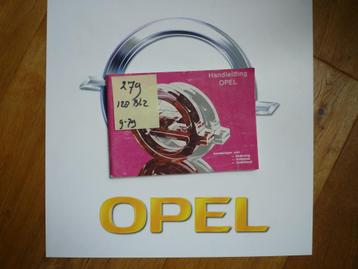 279
120 BLZ
9-79
Handleiding
OPEL
OPEL